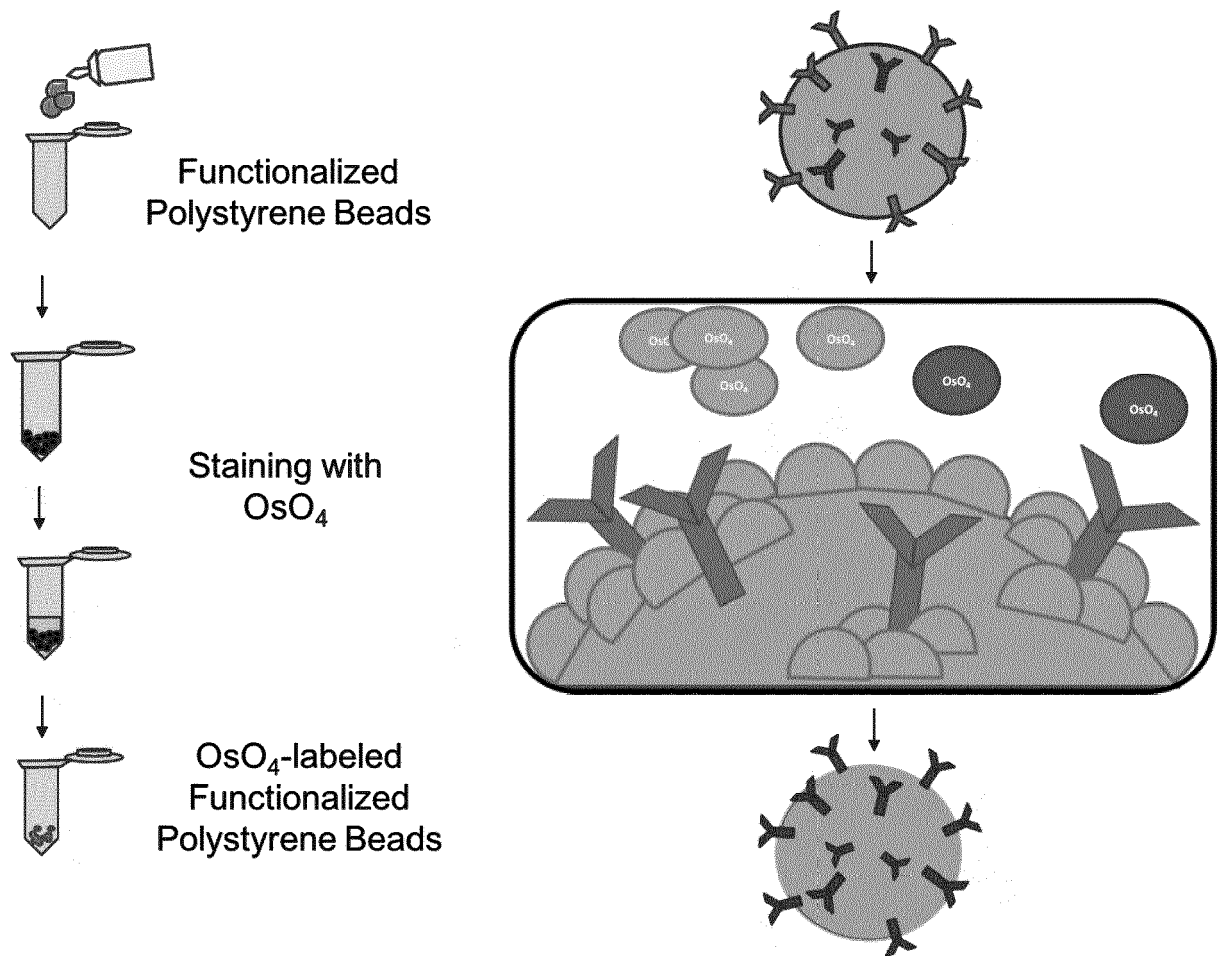 Functionalized
Polystyrene Beads
Staining with
OsO₄
OsO₄-labeled
Functionalized
Polystyrene Beads
OsO₄
OsO₄
OsO₄
OsO₄
OsO₄